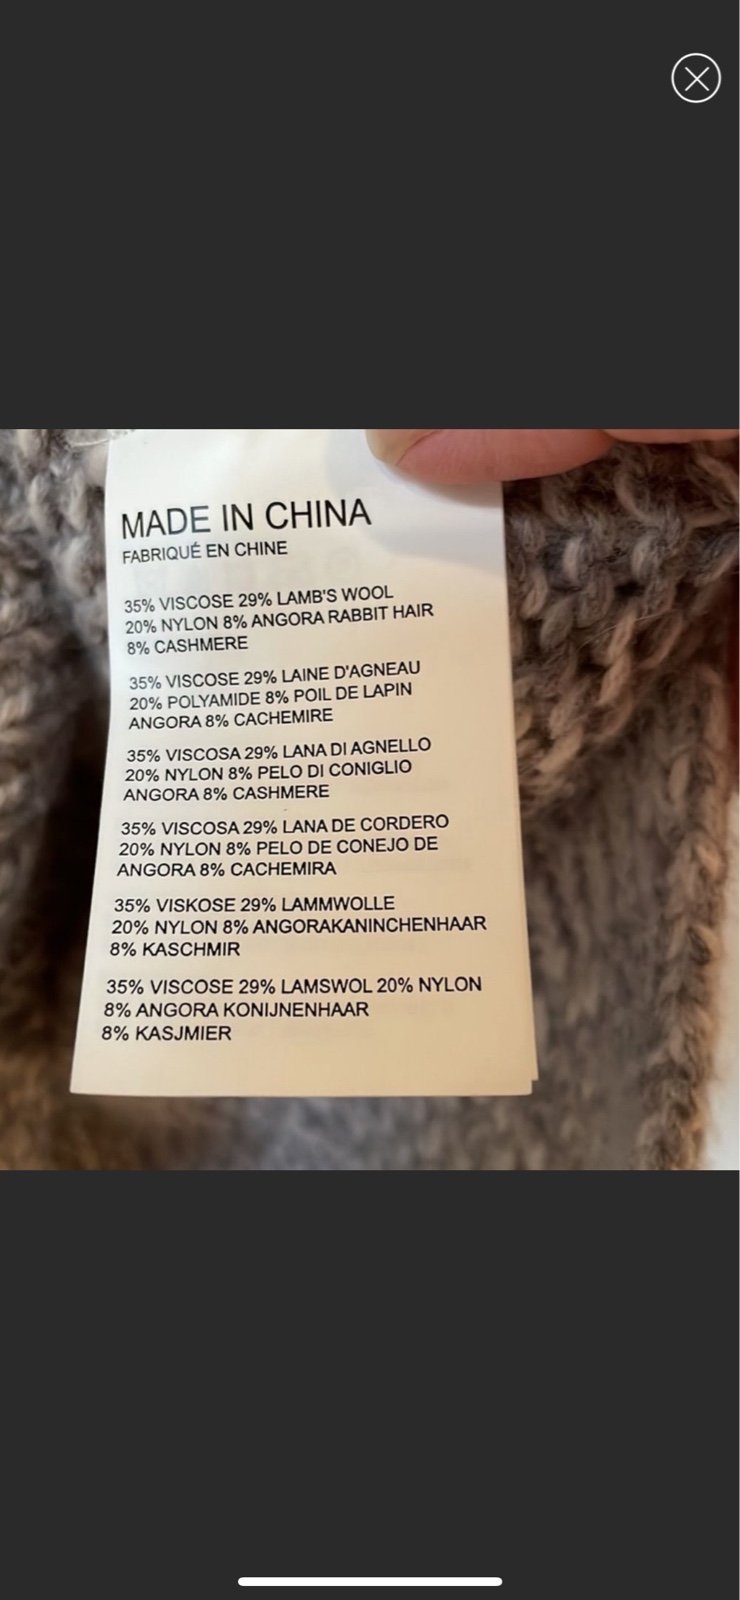 MADE IN CHINA
FABRIQUÉ EN CHINE
35% VISCOSE 29% LAMB'S WOOL
20% NYLON 8% ANGORA RABBIT HAIR
8% CASHMERE
35% VISCOSE 29% LAINE D'AGNEAU
20% POLYAMIDE 8% POIL DE LAPIN
ANGORA 8% CACHEMIRE
35% VISCOSA 29% LANA DI AGNELLO
20% NYLON 8% PELO DI CONIGLIO
ANGORA 8% CASHMERE
35% VISCOSA 29% LANA DE CORDERO
20% NYLON 8% PELO DE CONEJO DE
ANGORA 8% CACHEMIRA
35% VISKOSE 29% LAMMWOLLE
20% NYLON 8% ANGORAKANINCHENHAAR
8% KASCHMIR
35% VISCOSE 29% LAMSWOL 20% NYLON
8% ANGORA KONIJNENHAAR
8% KASJMIER